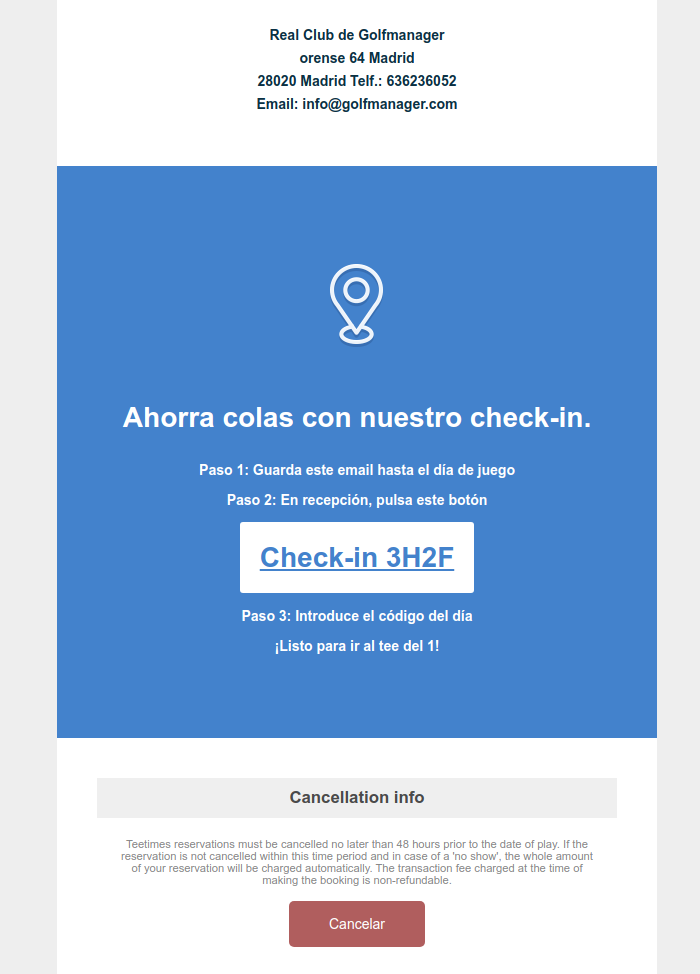 Real Club de Golfmanager
orense 64 Madrid
28020 Madrid Telf.: 636236052
Email: info@golfmanager.com
Ahorra colas con nuestro check-in.
Paso 1: Guarda este email hasta el día de juego
Paso 2: En recepción, pulsa este botón
Check-in 3H2F
Paso 3: Introduce el código del día
¡Listo para ir al tee del 1!
Cancellation info
Teetimes reservations must be cancelled no later than 48 hours prior to the date of play. If the
reservation is not cancelled within this time period and in case of a 'no show', the whole amount
of your reservation will be charged automatically. The transaction fee charged at the time of
making the booking is non-refundable.
Cancelar